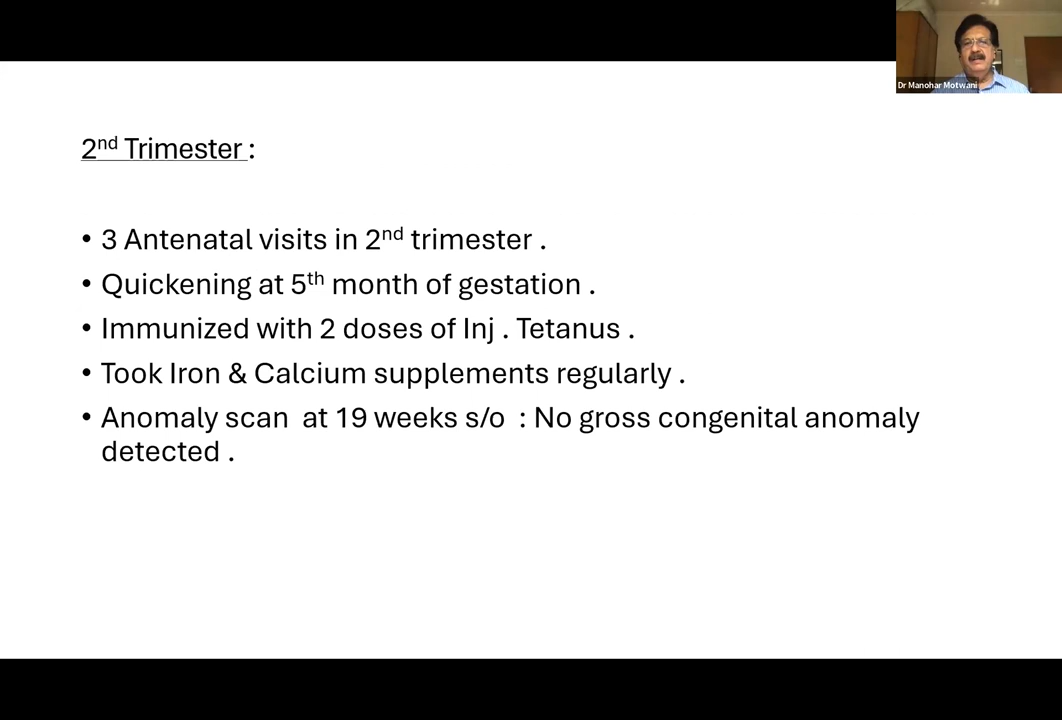 Dr Manohar Motwani
2nd Trimester :
• 3 Antenatal visits in 2nd trimester .
• Quickening at 5th month of gestation .
• Immunized with 2 doses of Inj . Tetanus .
• Took Iron & Calcium supplements regularly .
• Anomaly scan  at 19 weeks s/o  : No gross congenital anomaly
detected .